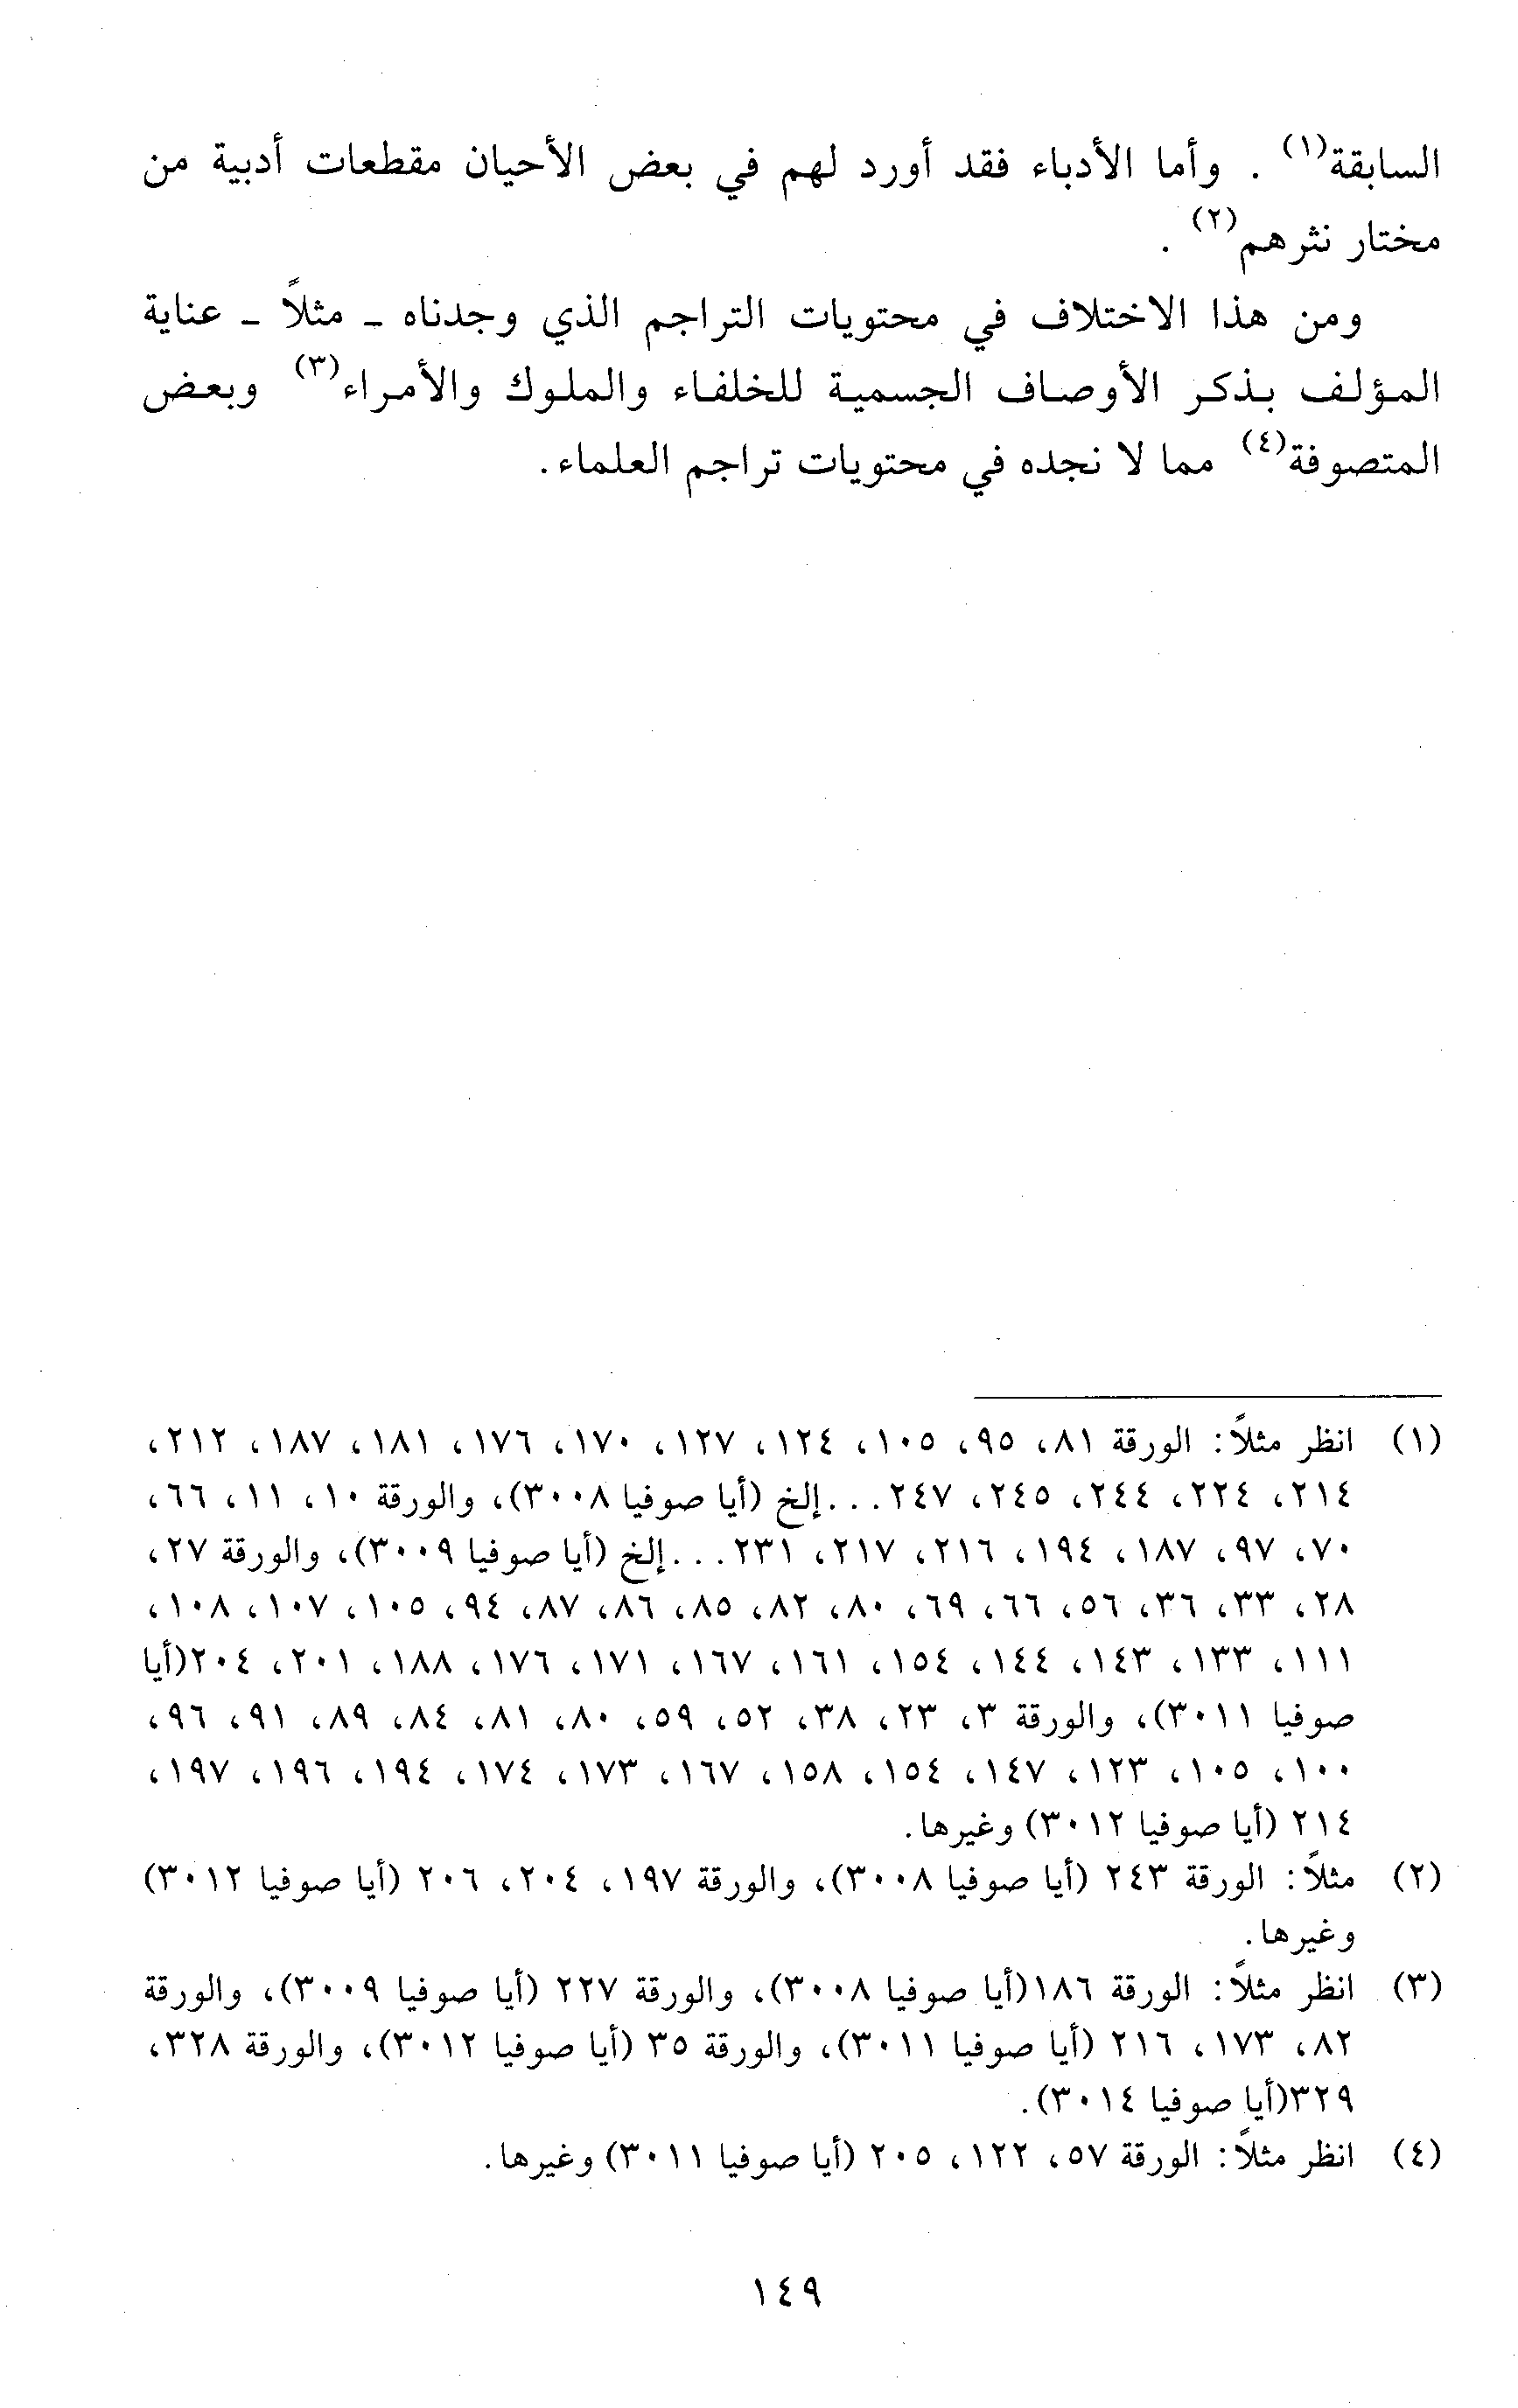 السابقة(١) . وأما الأدباء فقد أورد لهم في بعض الأحيان مقطعات أدبية من
مختار نثرهم(٢) .
ومن هذا الاختلاف في محتويات التراجم الذي وجدناه - مثلاً - عناية
المؤلف بذكر الأوصاف الجسمية للخلفاء والملوك والأمراء(٣) وبعض
المتصوفة(٤) مما لا نجده في محتويات تراجم العلماء.
(١) انظر مثلاً: الورقة ٨١، ٩٥، ١٠٥، ١٢٤، ١٢٧، ١٧٠، ١٧٦، ١٨١، ١٨٧، ٢١٢،
٢١٤، ٢٢٤، ٢٤٤، ٢٤٥، ٢٤٧...إلخ (أيا صوفيا ٣٠٠٨)، والورقة ١٠، ١١، ٦٦،
٧٠، ٩٧، ١٨٧، ١٩٤، ٢١٦، ٢١٧، ٢٣١...إلخ (أيا صوفيا ٣٠٠٩)، والورقة ٢٧،
٢٨، ٣٣، ٣٦، ٥٦، ٦٦، ٦٩، ٨٠، ٨٢، ٨٥، ٨٦، ٨٧، ٩٤، ١٠٥، ١٠٧، ١٠٨،
١١١، ١٣٣، ١٤٣، ١٤٤، ١٥٤، ١٦١، ١٦٧، ١٧١، ١٧٦، ١٨٨، ٢٠١، ٢٠٤(أيا
صوفيا ٣٠١١)، والورقة ٣، ٢٣، ٣٨، ٥٢، ٥٩، ٨٠، ٨١، ٨٤، ٨٩، ٩١، ٩٦،
١٠٠، ١٠٥، ١٢٣، ١٤٧، ١٥٤، ١٥٨، ١٦٧، ١٧٣، ١٧٤، ١٩٤، ١٩٦، ١٩٧،
٢١٤ (أيا صوفيا ٣٠١٢) وغيرها.
(٢) مثلاً: الورقة ٢٤٣ (أيا صوفيا ٣٠٠٨)، والورقة ١٩٧، ٢٠٤، ٢٠٦ (أيا صوفيا ٣٠١٢)
وغيرها.
(٣) انظر مثلاً: الورقة ١٨٦(أيا صوفيا ٣٠٠٨)، والورقة ٢٢٧ (أيا صوفيا ٣٠٠٩)، والورقة
٨٢، ١٧٣، ٢١٦ (أيا صوفيا ٣٠١١)، والورقة ٣٥ (أيا صوفيا ٣٠١٢)، والورقة ٣٢٨،
٣٢٩(أيا صوفيا ٣٠١٤).
(٤) انظر مثلاً: الورقة ٥٧، ١٢٢، ٢٠٥ (أيا صوفيا ٣٠١١) وغيرها.
١٤٩